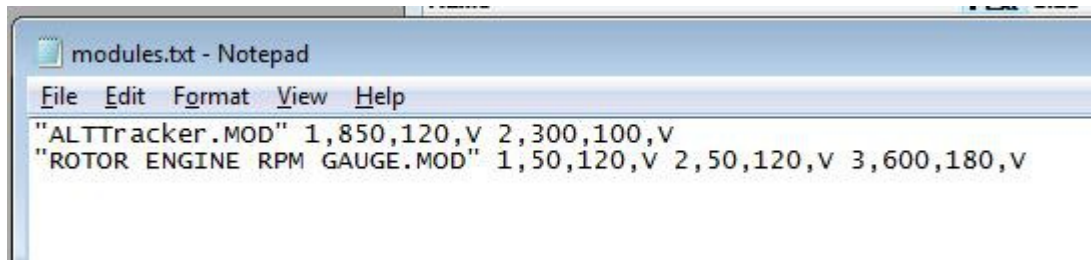 modules.txt - Notepad
File Edit Format View Help
"ALTTracker.MOD" 1,850,120,V 2,300,100,V
"ROTOR ENGINE RPM GAUGE.MOD" 1,50,120,V 2,50,120,V 3,600,180,V